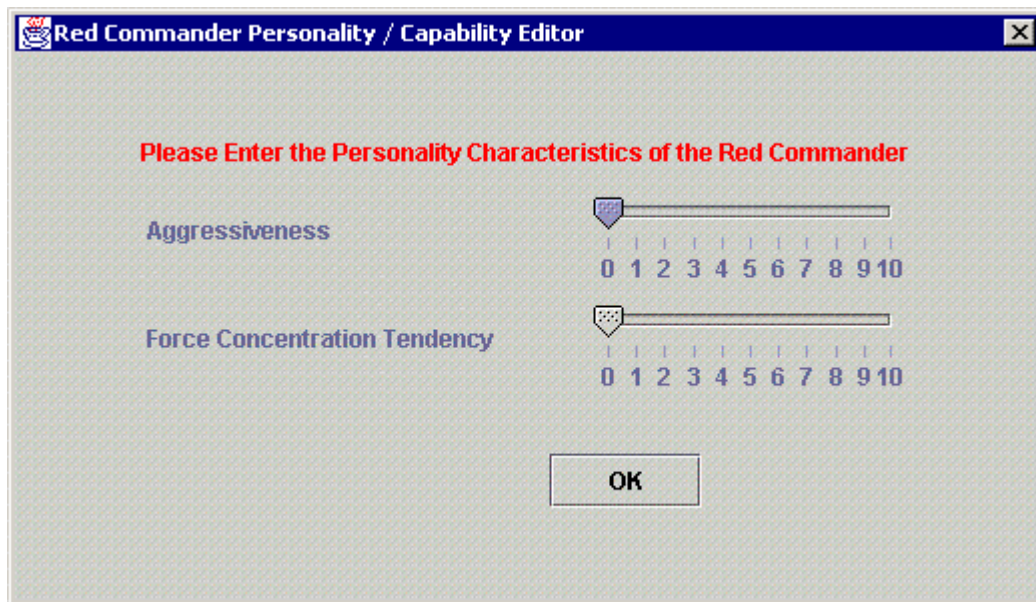 Red Commander Personality / Capability Editor
Please Enter the Personality Characteristics of the Red Commander
Aggressiveness
0 1 2 3 4 5 6 7 8 9 10
Force Concentration Tendency
0 1 2 3 4 5 6 7 8 9 10
OK